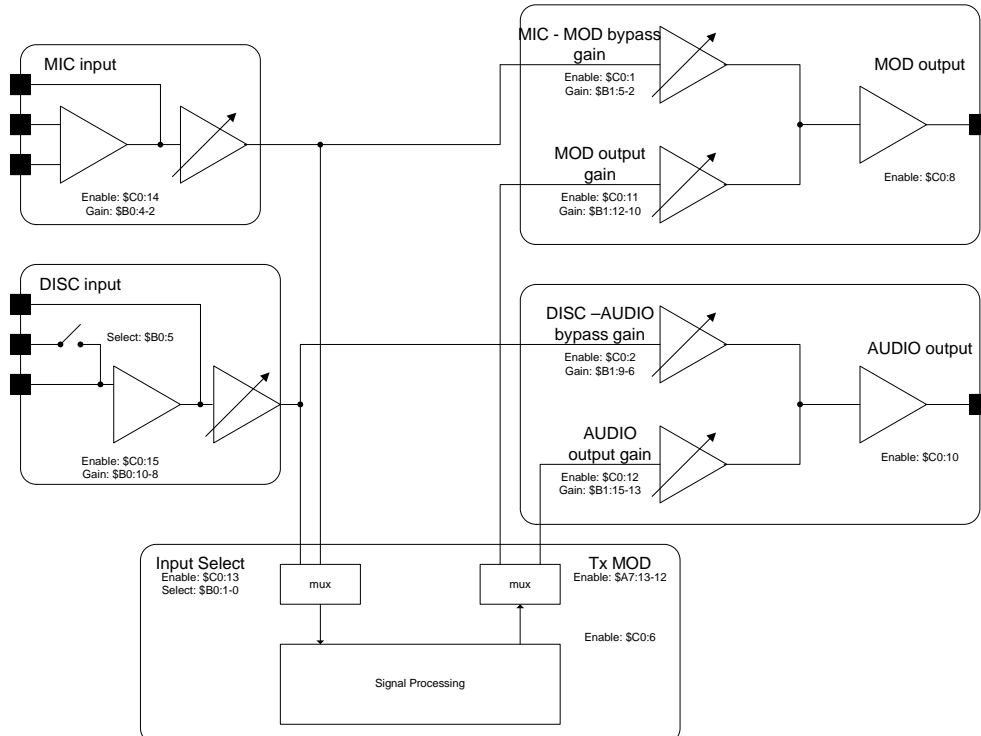 MIC input
Enable: $C0:14
Gain: $B0:4-2
MIC - MOD bypass
gain
Enable: $C0:1
Gain: $B1:5-2
MOD output
MOD output
gain
Enable: $C0:11
Gain: $B1:12-10
Enable: $C0:8
DISC input
Select: $B0:5
Enable: $C0:15
Gain: $B0:10-8
DISC –AUDIO
bypass gain
Enable: $C0:2
Gain: $B1:9-6
AUDIO output
AUDIO
output gain
Enable: $C0:12
Gain: $B1:15-13
Enable: $C0:10
Input Select
Enable: $C0:13
Select: $B0:1-0
mux
mux
Tx MOD
Enable: $A7:13-12
Enable: $C0:6
Signal Processing